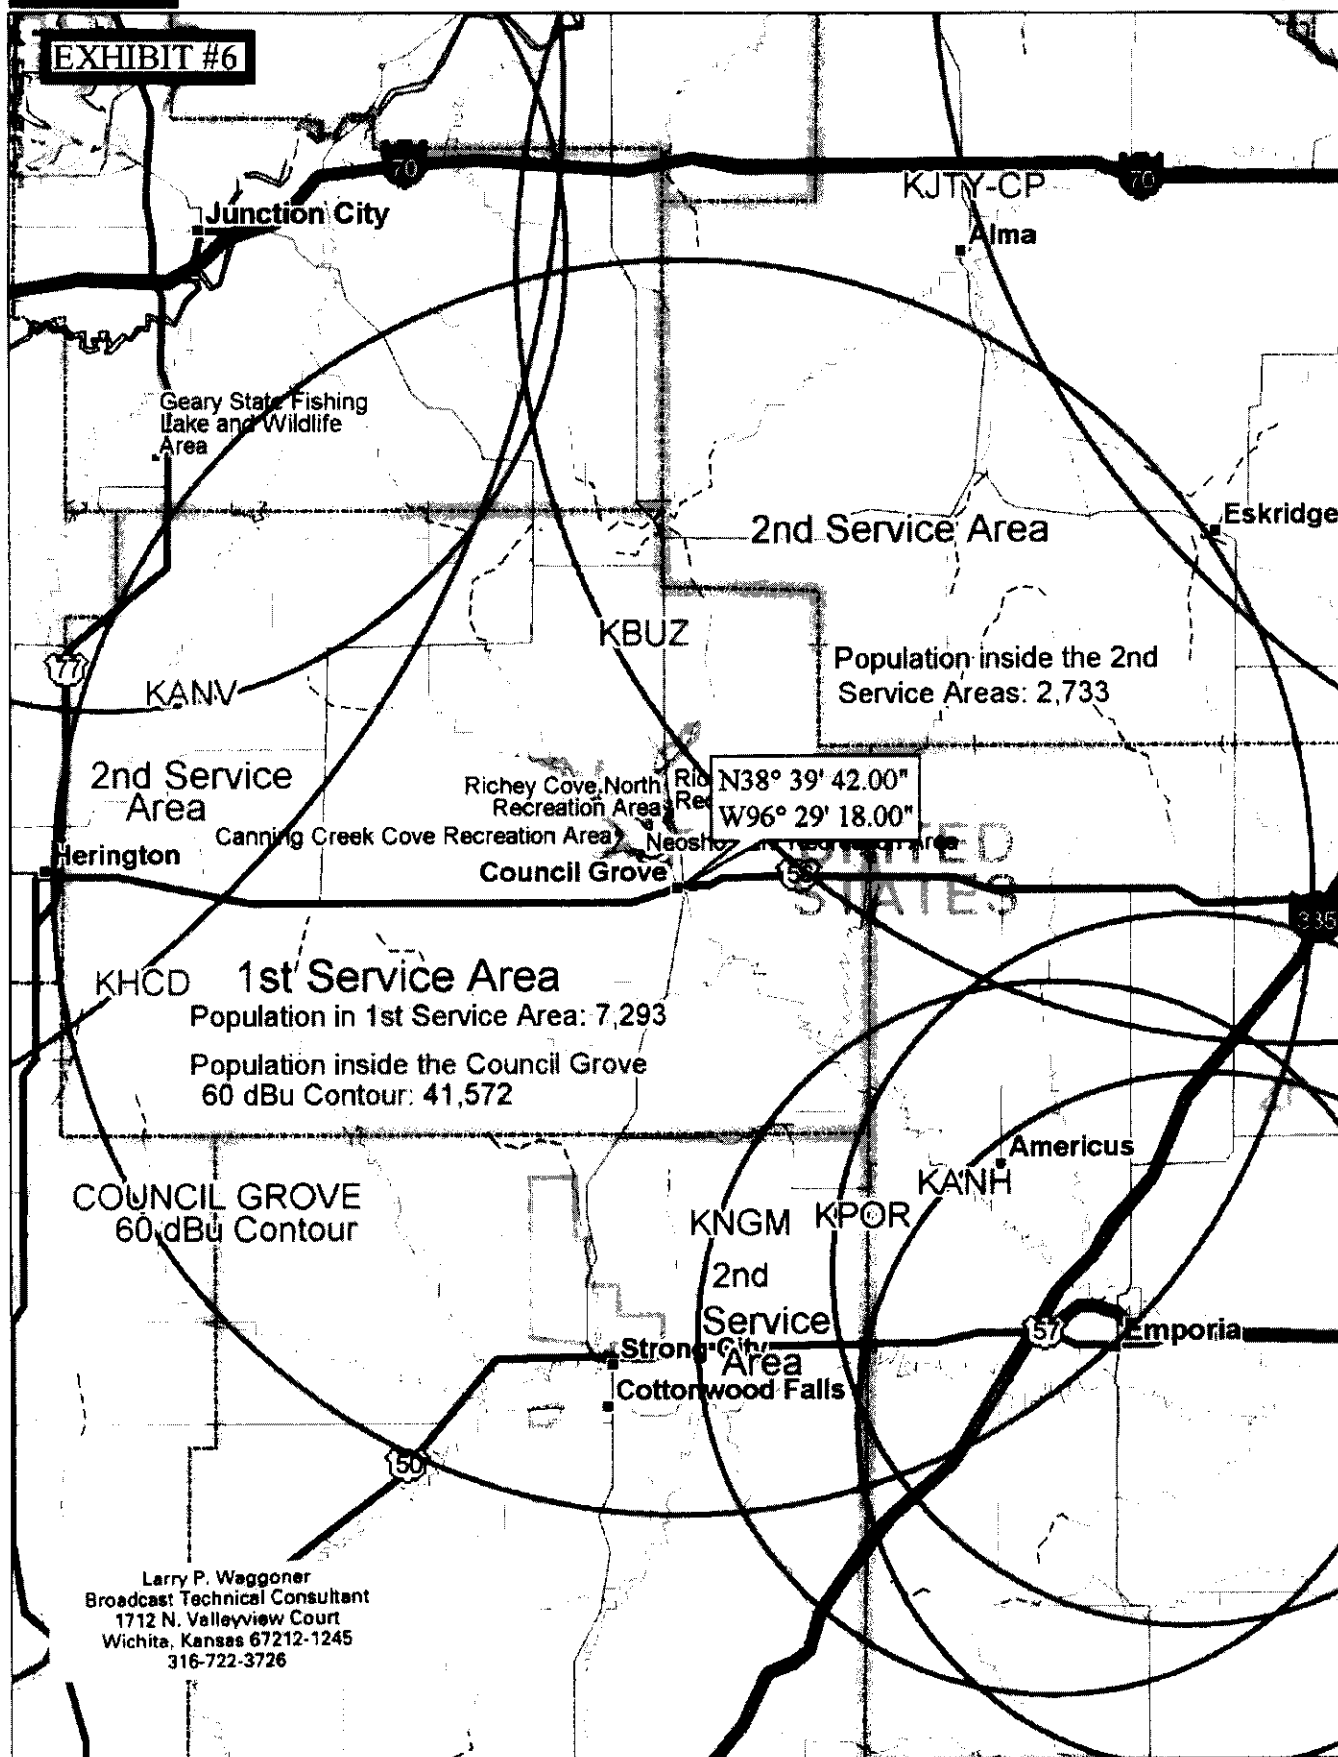 EXHIBIT #6
70
KJTY-CP
70
Junction City
Alma
Geary State Fishing
Lake and Wildlife
Area
2nd Service Area
Eskridge
KBUZ
Population inside the 2nd
Service Areas: 2,733
77
KANV
2nd Service
Area
Richey Cove North
Recreation Area
N38° 39' 42.00"
W96° 29' 18.00"
Canning Creek Cove Recreation Area
Recreation Area
UNITED
STATES
Herington
Council Grove
56
335
KHCD
1st Service Area
Population in 1st Service Area: 7,293
Population inside the Council Grove
60 dBu Contour: 41,572
Americus
COUNCIL GROVE
60 dBu Contour
KNGM
KPOR
KANH
2nd
Service
Area
Strong City
57
Emporia
Cottonwood Falls
50
Larry P. Waggoner
Broadcast Technical Consultant
1712 N. Valleyview Court
Wichita, Kansas 67212-1245
316-722-3726